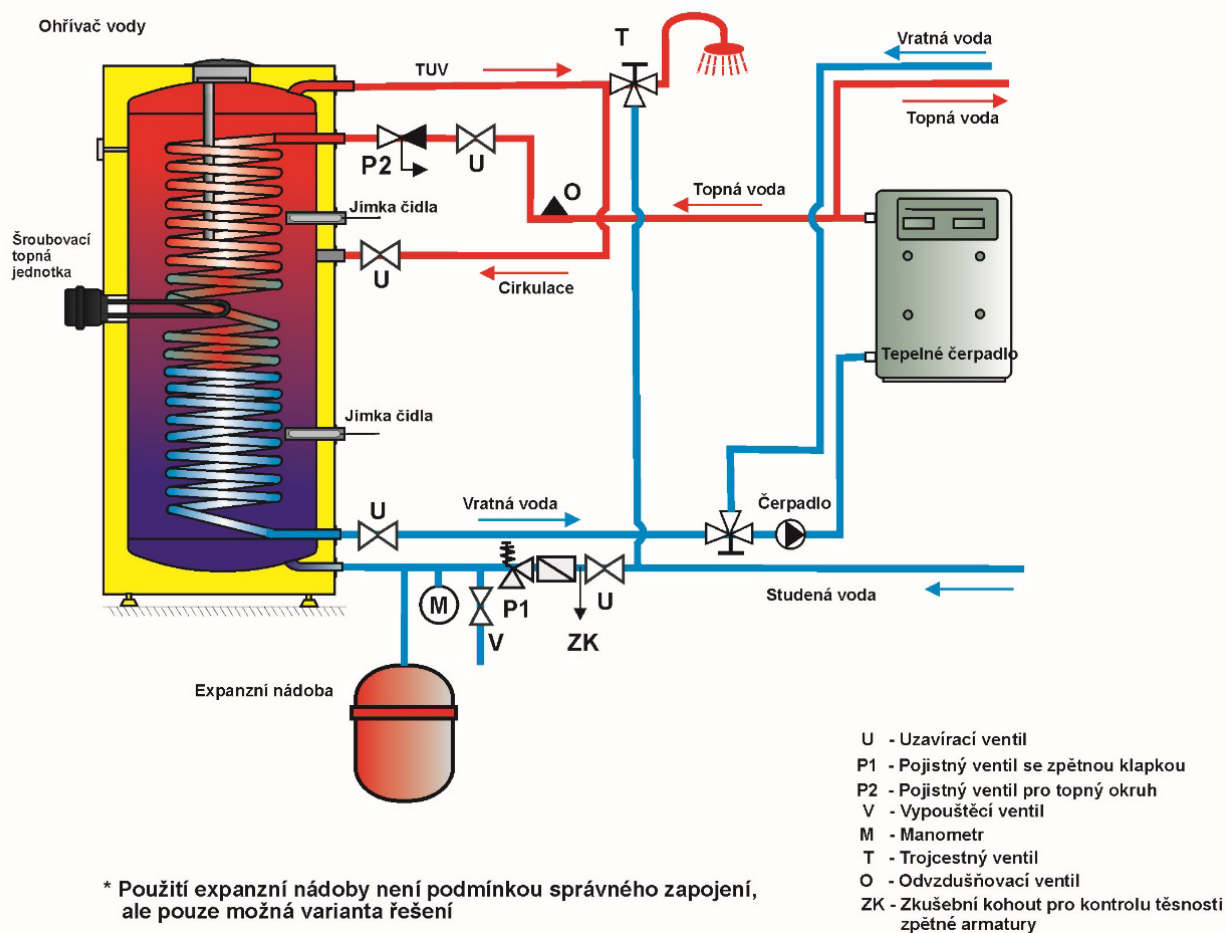 Ohřívač vody
TUV
T
Vratná voda
Topná voda
P2
U
O
Topná voda
Jímka čidla
Šroubovací
topná
jednotka
U
Cirkulace
Tepelné čerpadlo
Jímka čidla
U
Vratná voda
Čerpadlo
M
V
P1
ZK
U
Studená voda
Expanzní nádoba
U - Uzavírací ventil
P1 - Pojistný ventil se zpětnou klapkou
P2 - Pojistný ventil pro topný okruh
V - Vypouštěcí ventil
M - Manometr
T - Trojcestný ventil
O - Odvzdušňovací ventil
ZK - Zkušební kohout pro kontrolu těsnosti
zpětné armatury
* Použití expanzní nádoby není podmínkou správného zapojení,
ale pouze možná varianta řešení